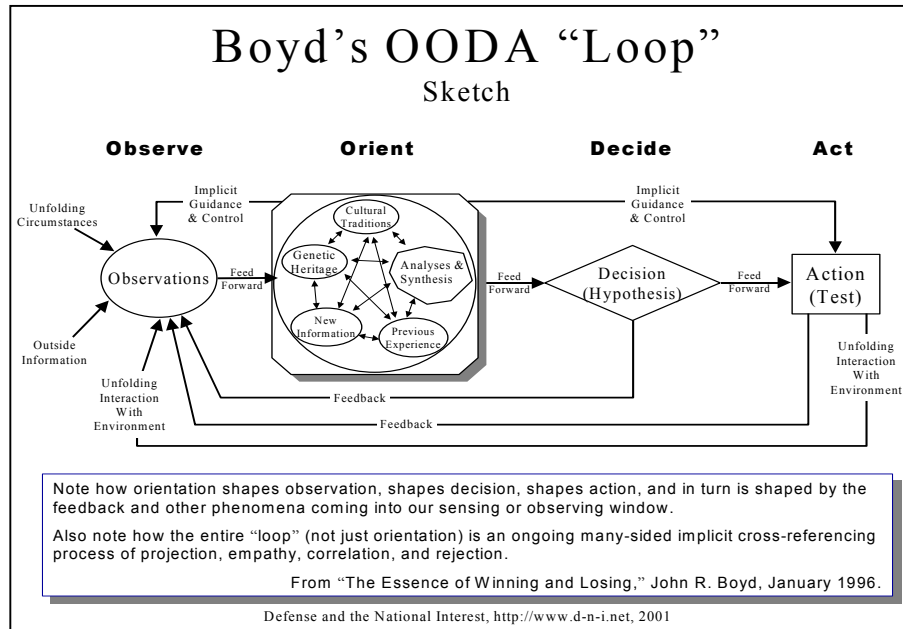 Boyd's OODA “Loop”
Sketch
Observe
Orient
Decide
Act
Implicit
Guidance
& Control
Implicit
Guidance
& Control
Unfolding
Circumstances
Cultural
Traditions
Genetic
Heritage
Analyses &
Synthesis
New
Information
Previous
Experience
Observations
Feed
Forward
Feed
Forward
Decision
(Hypothesis)
Feed
Forward
Action
(Test)
Outside
Information
Unfolding
Interaction
With
Environment
Unfolding
Interaction
With
Environment
Feedback
Feedback
Note how orientation shapes observation, shapes decision, shapes action, and in turn is shaped by the
feedback and other phenomena coming into our sensing or observing window.
Also note how the entire “loop” (not just orientation) is an ongoing many-sided implicit cross-referencing
process of projection, empathy, correlation, and rejection.
From “The Essence of Winning and Losing,” John R. Boyd, January 1996.
Defense and the National Interest, http://www.d-n-i.net, 2001